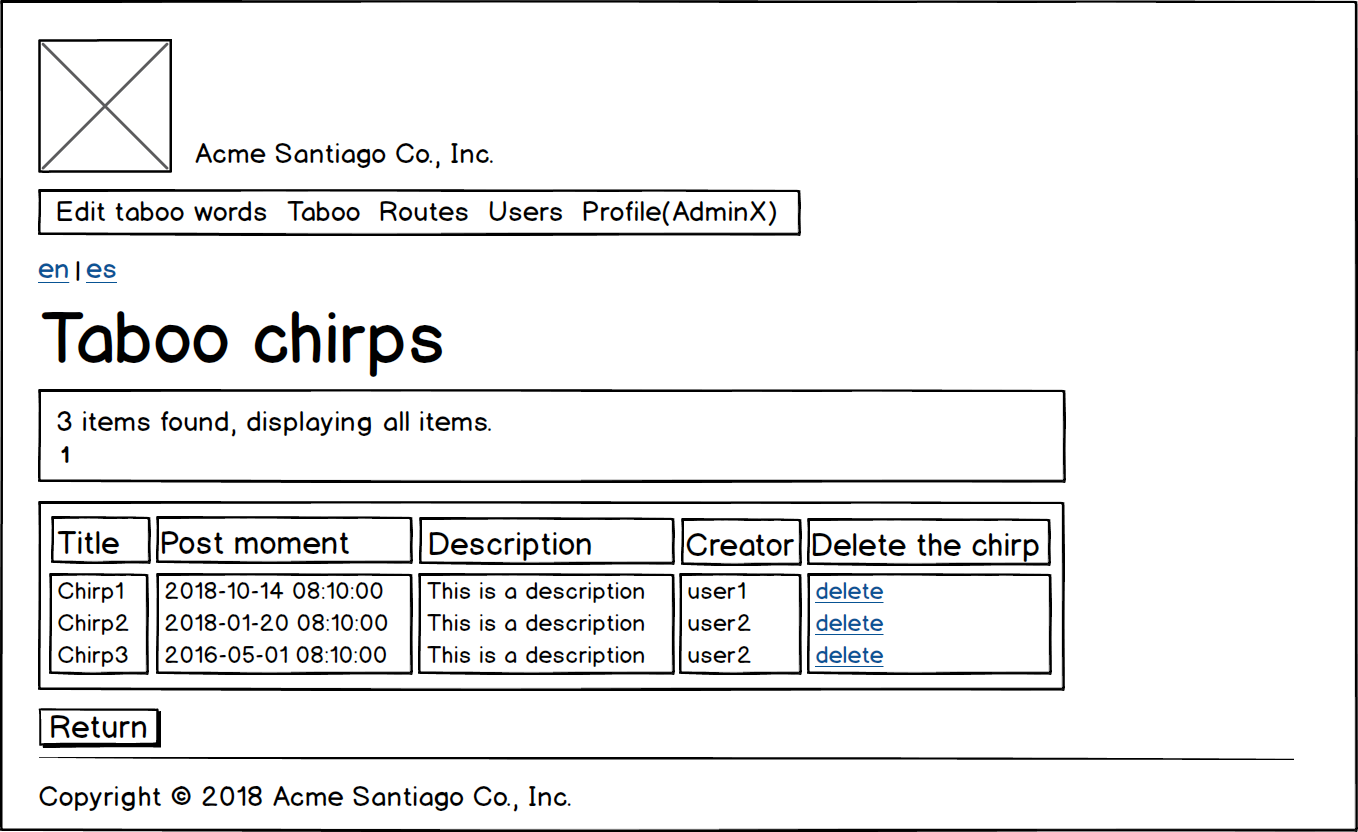 Acme Santiago Co., Inc.
Edit taboo words Taboo Routes Users Profile(AdminX)
en | es
Taboo chirps
3 items found, displaying all items.
1
Title Post moment Description Creator Delete the chirp
Chirp1 2018-10-14 08:10:00 This is a description user1 delete
Chirp2 2018-01-20 08:10:00 This is a description user2 delete
Chirp3 2016-05-01 08:10:00 This is a description user2 delete
Return
Copyright © 2018 Acme Santiago Co., Inc.